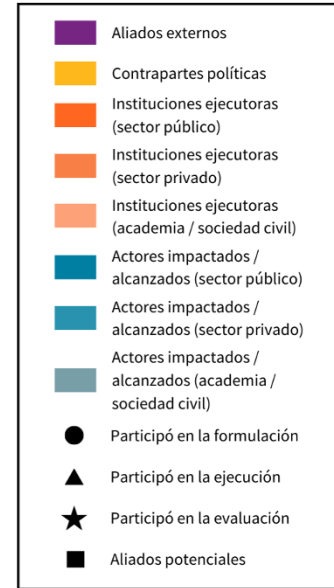 Aliados externos
Contrapartes políticas
Instituciones ejecutoras
(sector público)
Instituciones ejecutoras
(sector privado)
Instituciones ejecutoras
(academia / sociedad civil)
Actores impactados /
alcanzados (sector público)
Actores impactados /
alcanzados (sector privado)
Actores impactados /
alcanzados (academia /
sociedad civil)
Participó en la formulación
Participó en la ejecución
Participó en la evaluación
Aliados potenciales